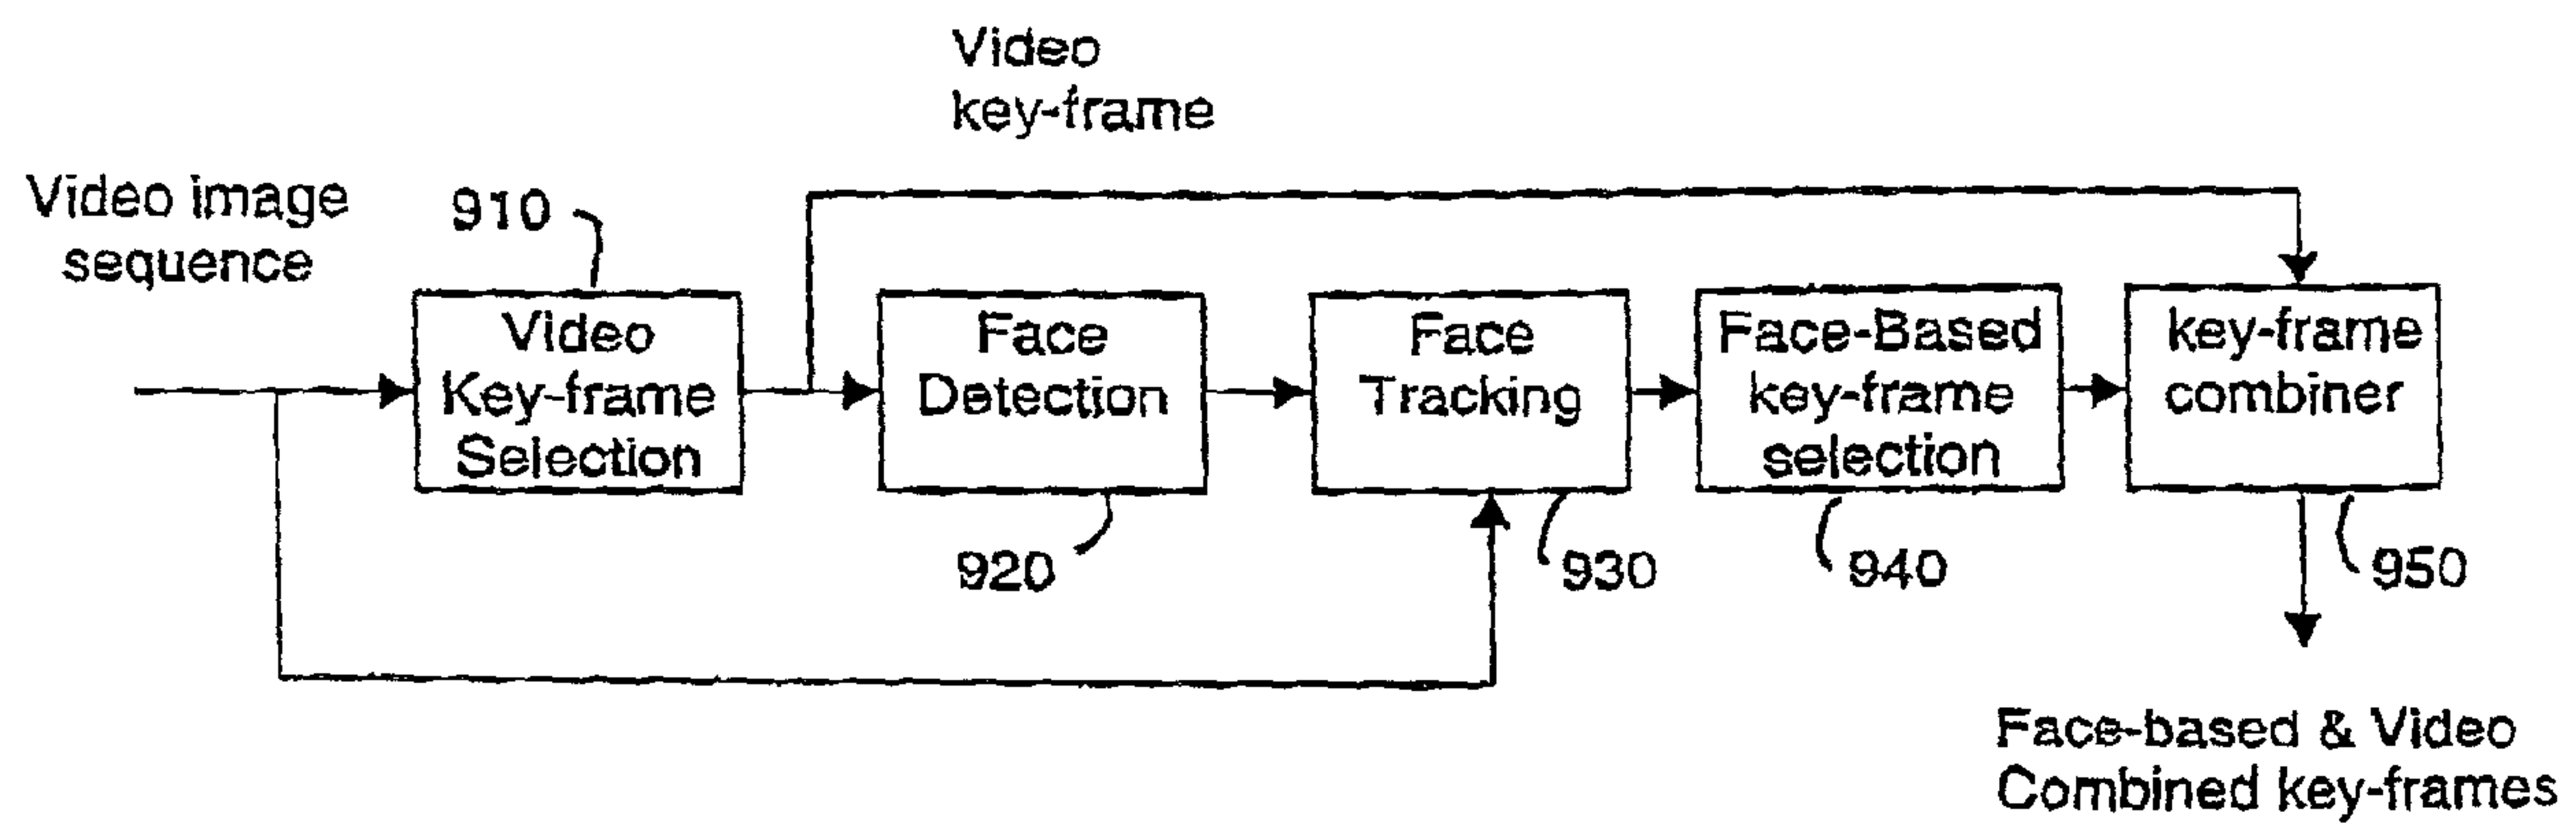 Video
key-frame
Video image
sequence
910
Video
Key-frame
Selection
Face
Detection
Face
Tracking
Face-Based
key-frame
selection
key-frame
combiner
920
930
940
950
Face-based & Video
Combined key-frames